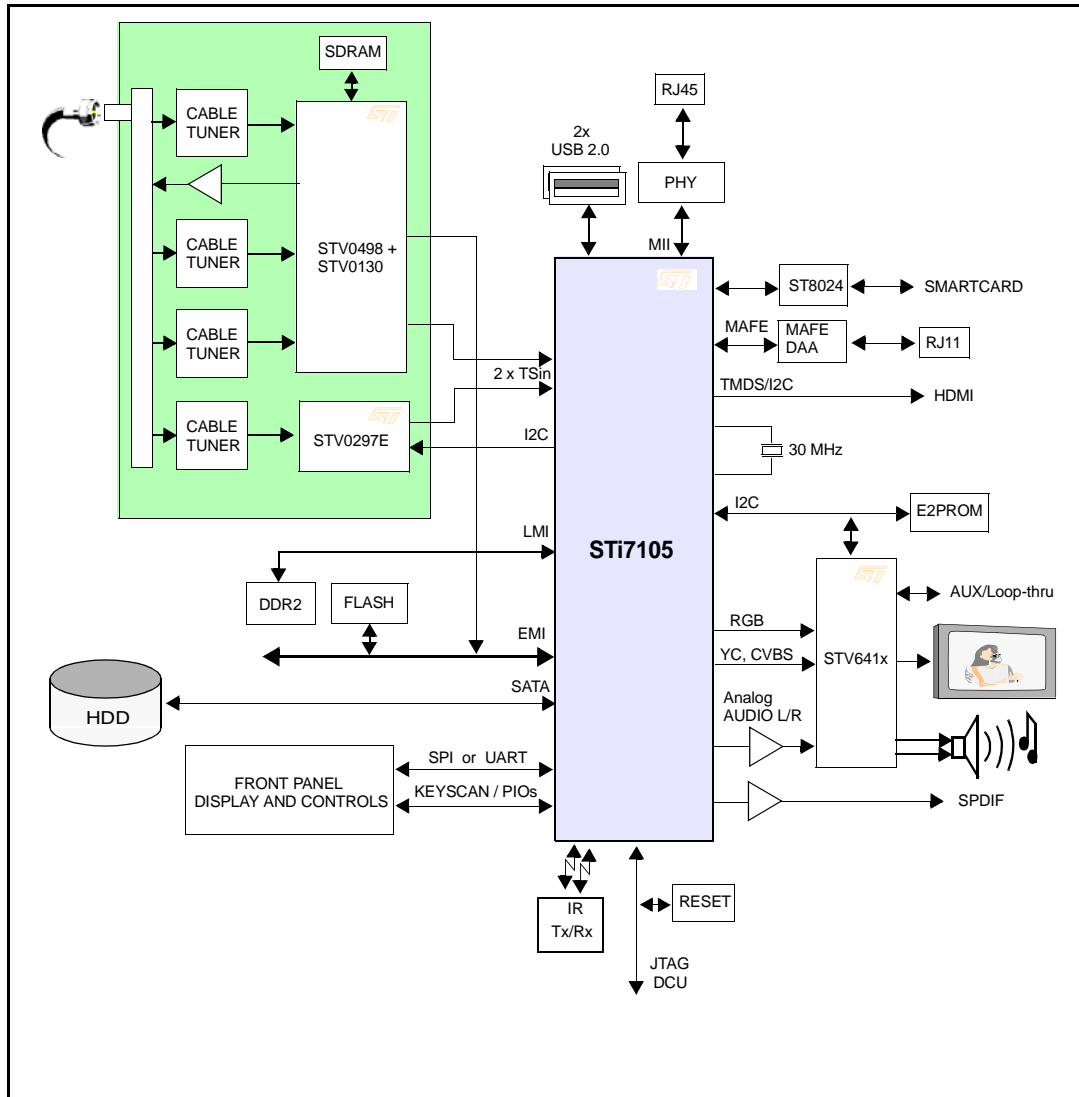 SDRAM
CABLE
TUNER
STV0498 +
STV0130
CABLE
TUNER
CABLE
TUNER
CABLE
TUNER
STV0297E
2x
USB 2.0
RJ45
PHY
MII
2 x TSin
I2C
LMI
DDR2
FLASH
EMI
SATA
HDD
FRONT PANEL
DISPLAY AND CONTROLS
SPI or UART
KEYSCAN / PIOs
STi7105
ST8024
SMARTCARD
MAFE
MAFE
DAA
RJ11
TMDS/I2C
HDMI
30 MHz
I2C
E2PROM
AUX/Loop-thru
RGB
YC, CVBS
STV641x
Analog
AUDIO L/R
SPDIF
IR
Tx/Rx
RESET
JTAG
DCU